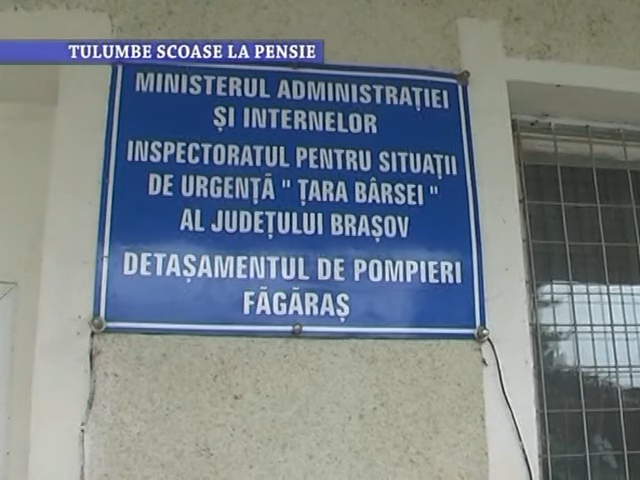 TULUMBE SCOASE LA PENSIE
MINISTERUL ADMINISTRAȚIEI
ȘI INTERNELOR
INSPECTORATUL PENTRU SITUAȚII
DE URGENȚĂ " ȚARA BÂRSEI "
AL JUDEȚULUI BRAȘOV
DETAȘAMENTUL DE POMPIERI
FĂGĂRAȘ